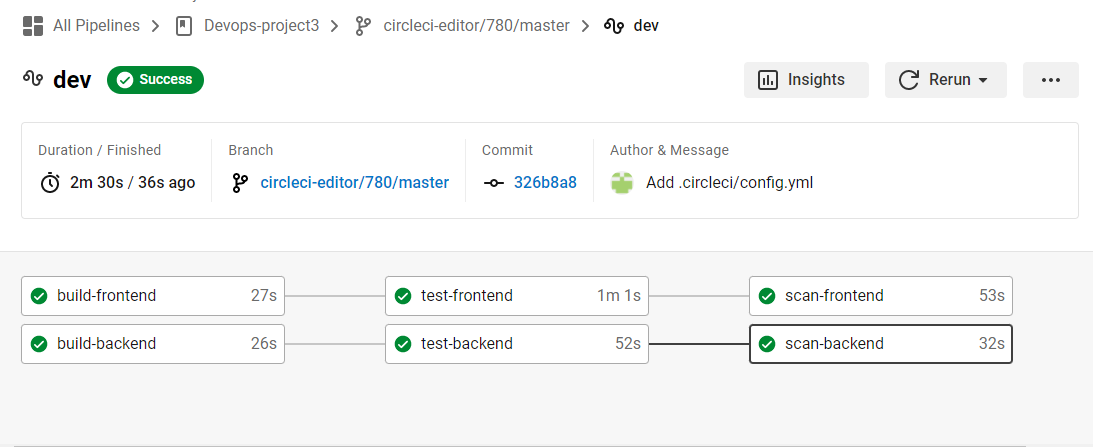 All Pipelines > Devops-project3 > circleci-editor/780/master > dev
dev Success Insights Rerun ...
Duration / Finished Branch Commit Author & Message
2m 30s / 36s ago circleci-editor/780/master 326b8a8 Add .circleci/config.yml
build-frontend 27s test-frontend 1m 1s scan-frontend 53s
build-backend 26s test-backend 52s scan-backend 32s